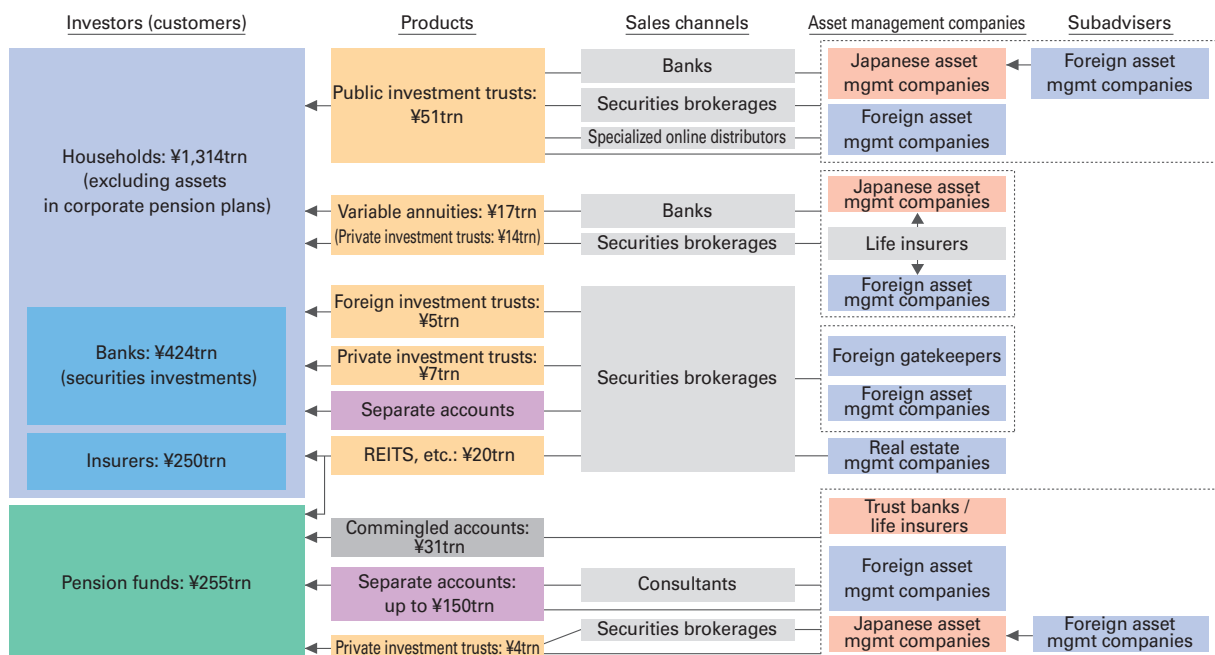 Investors (customers)
Products
Sales channels
Asset management companies
Subadvisers
Households: ¥1,314trn
(excluding assets
in corporate pension plans)
Banks: ¥424trn
(securities investments)
Insurers: ¥250trn
Pension funds: ¥255trn
Public investment trusts:
¥51trn
Variable annuities: ¥17trn
(Private investment trusts: ¥14trn)
Foreign investment trusts:
¥5trn
Private investment trusts:
¥7trn
Separate accounts
REITS, etc.: ¥20trn
Commingled accounts:
¥31trn
Separate accounts:
up to ¥150trn
Private investment trusts: ¥4trn
Banks
Securities brokerages
Specialized online distributors
Banks
Securities brokerages
Securities brokerages
Consultants
Securities brokerages
Japanese asset
mgmt companies
Foreign asset
mgmt companies
Japanese asset
mgmt companies
Life insurers
Foreign asset
mgmt companies
Foreign gatekeepers
Foreign asset
mgmt companies
Real estate
mgmt companies
Trust banks /
life insurers
Foreign asset
mgmt companies
Japanese asset
mgmt companies
Foreign asset
mgmt companies
Foreign asset
mgmt companies